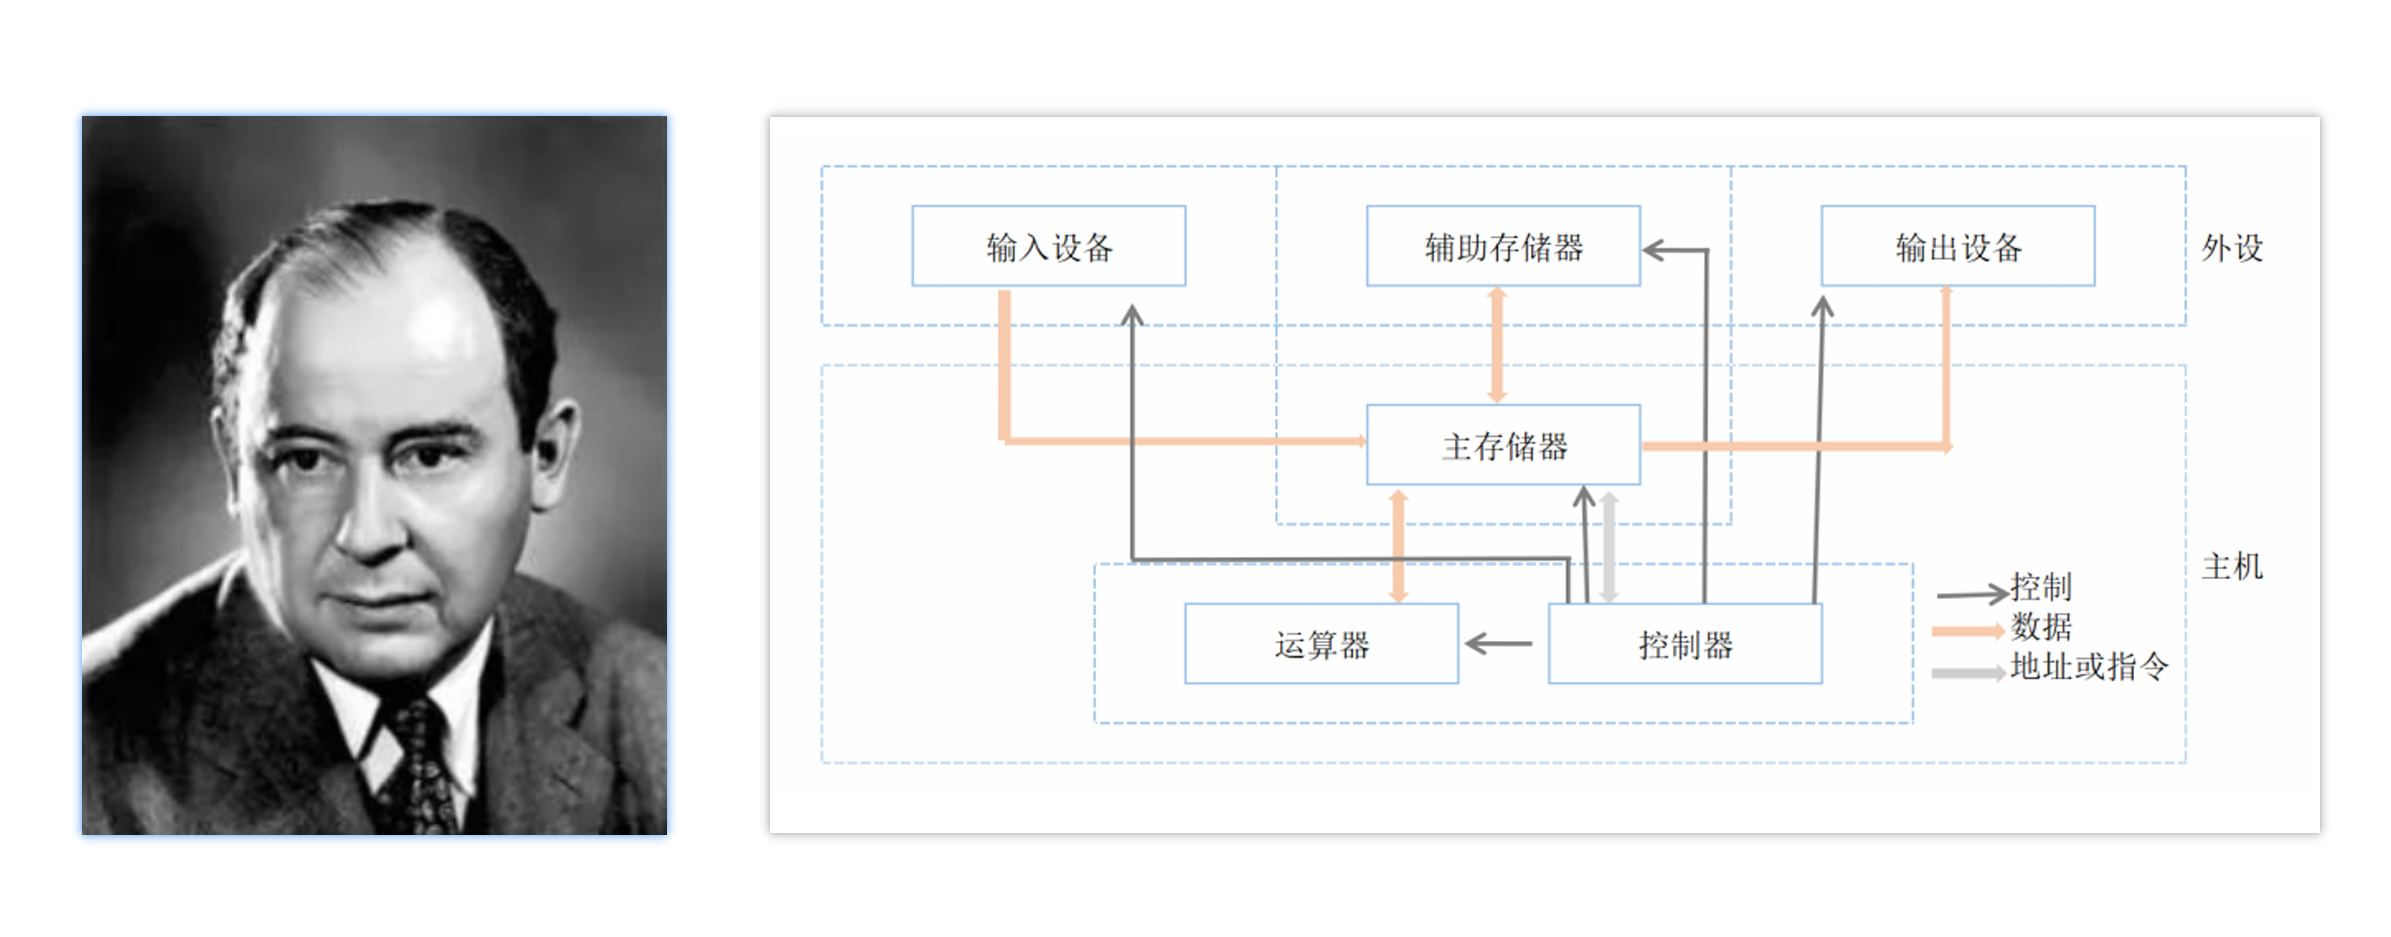 输入设备
辅助存储器
输出设备
外设
主存储器
主机
控制
数据
地址或指令
运算器
控制器